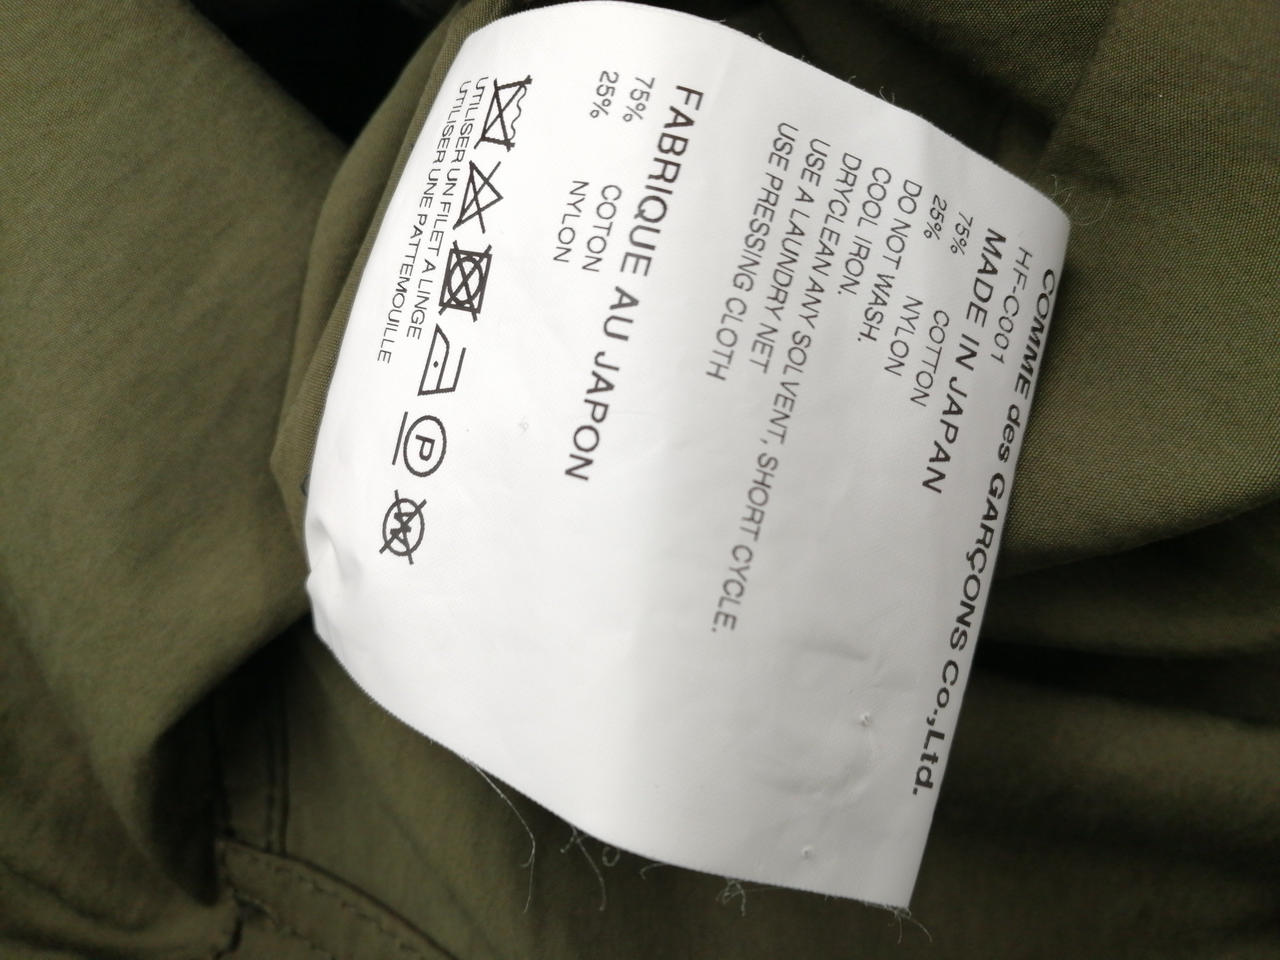 COMME des GARÇONS Co.,Ltd.
HF-C001
MADE IN JAPAN
75% COTTON
25% NYLON
DO NOT WASH.
COOL IRON.
DRYCLEAN ANY SOLVENT, SHORT CYCLE.
USE A LAUNDRY NET
USE PRESSING CLOTH
FABRIQUE AU JAPON
75% COTON
25% NYLON
P W
UTILISER UN FILET A LINGE
UTILISER UNE PATTEMOUILLE